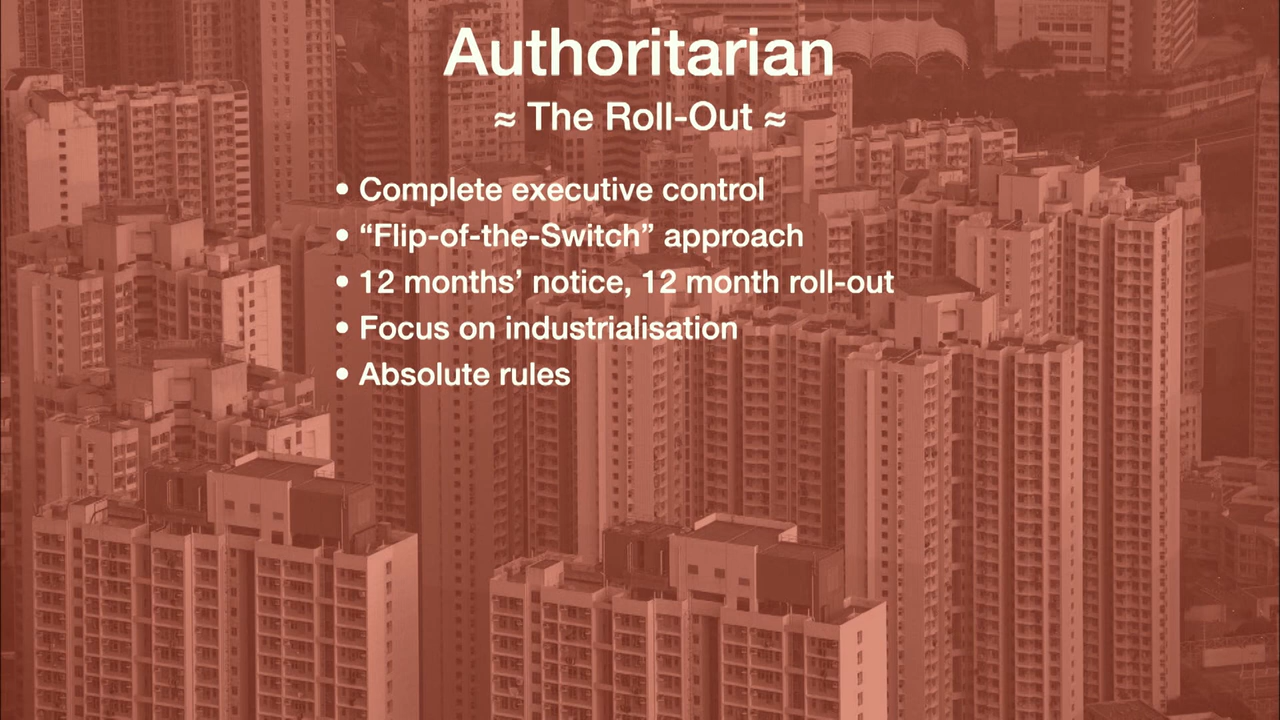 Authoritarian
≈ The Roll-Out ≈
• Complete executive control
• “Flip-of-the-Switch” approach
• 12 months’ notice, 12 month roll-out
• Focus on industrialisation
• Absolute rules